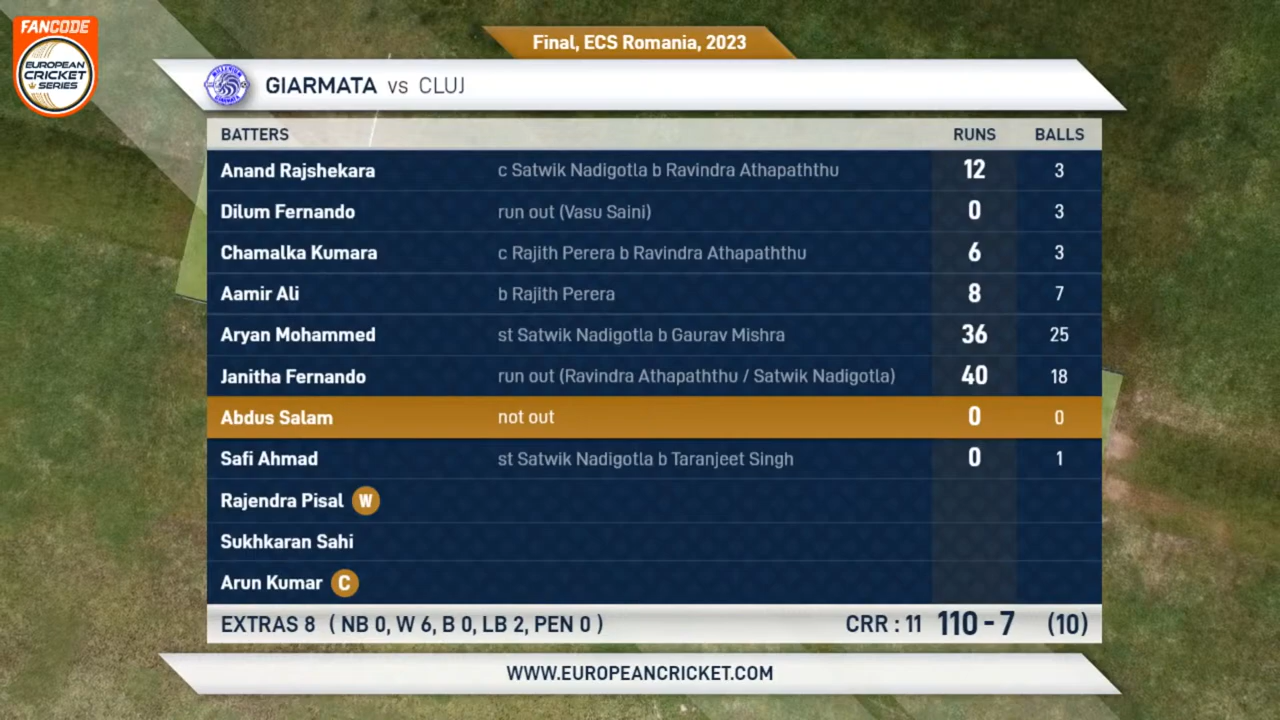 FANCODE
EUROPEAN
CRICKET
SERIES
Final, ECS Romania, 2023
GIARMATA vs CLUJ
BATTERS RUNS BALLS
Anand Rajshekara c Satwik Nadigotla b Ravindra Athapaththu 12 3
Dilum Fernando run out (Vasu Saini) 0 3
Chamalka Kumara c Rajith Perera b Ravindra Athapaththu 6 3
Aamir Ali b Rajith Perera 8 7
Aryan Mohammed st Satwik Nadigotla b Gaurav Mishra 36 25
Janitha Fernando run out (Ravindra Athapaththu / Satwik Nadigotla) 40 18
Abdus Salam not out 0 0
Safi Ahmad st Satwik Nadigotla b Taranjeet Singh 0 1
Rajendra Pisal W
Sukhkaran Sahi
Arun Kumar C
EXTRAS 8 ( NB 0, W 6, B 0, LB 2, PEN 0 ) CRR : 11 110 - 7 (10)
WWW.EUROPEANCRICKET.COM